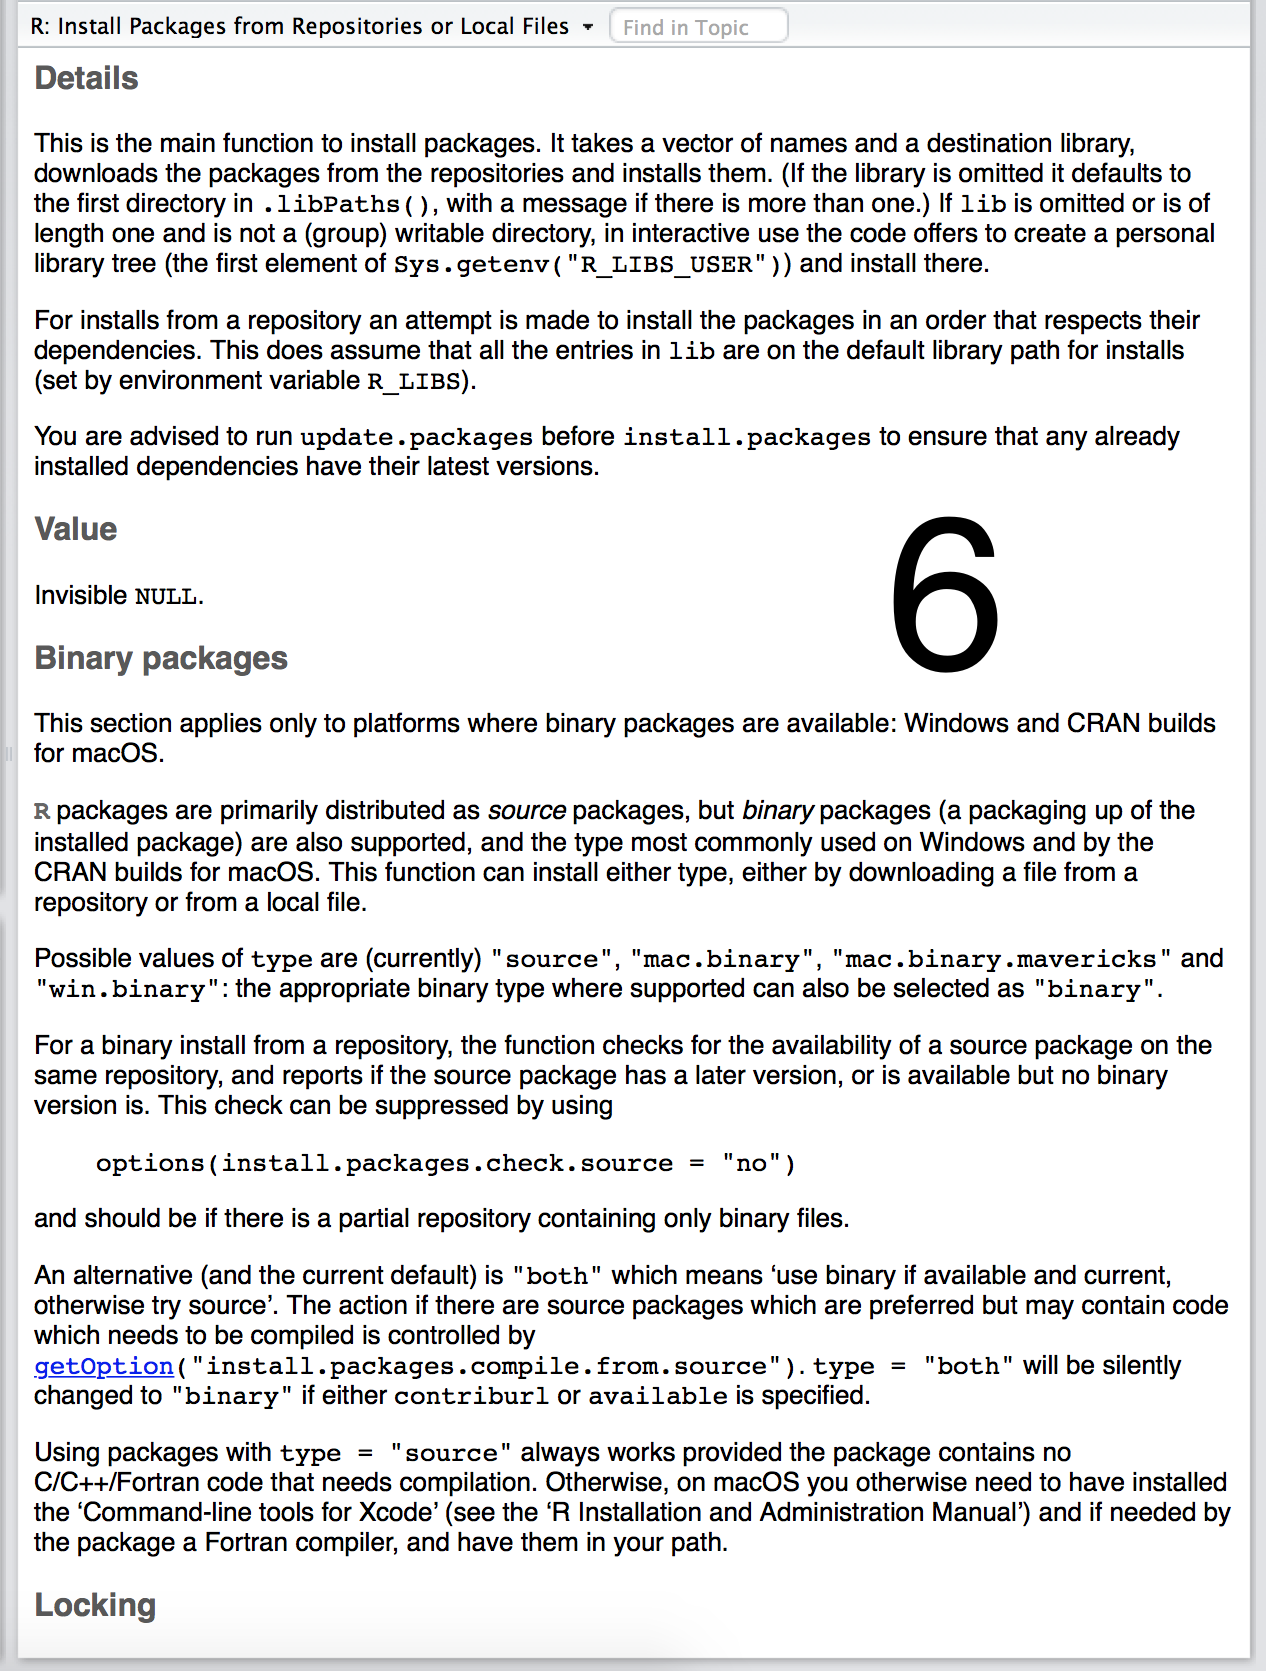 R: Install Packages from Repositories or Local Files
Find in Topic
Details
This is the main function to install packages. It takes a vector of names and a destination library,
downloads the packages from the repositories and installs them. (If the library is omitted it defaults to
the first directory in .libPaths(), with a message if there is more than one.) If lib is omitted or is of
length one and is not a (group) writable directory, in interactive use the code offers to create a personal
library tree (the first element of Sys.getenv("R_LIBS_USER")) and install there.
For installs from a repository an attempt is made to install the packages in an order that respects their
dependencies. This does assume that all the entries in lib are on the default library path for installs
(set by environment variable R_LIBS).
You are advised to run update.packages before install.packages to ensure that any already
installed dependencies have their latest versions.
Value
6
Invisible NULL.
Binary packages
This section applies only to platforms where binary packages are available: Windows and CRAN builds
for macOS.
R packages are primarily distributed as source packages, but binary packages (a packaging up of the
installed package) are also supported, and the type most commonly used on Windows and by the
CRAN builds for macOS. This function can install either type, either by downloading a file from a
repository or from a local file.
Possible values of type are (currently) "source", "mac.binary", "mac.binary.mavericks" and
"win.binary": the appropriate binary type where supported can also be selected as "binary".
For a binary install from a repository, the function checks for the availability of a source package on the
same repository, and reports if the source package has a later version, or is available but no binary
version is. This check can be suppressed by using
options(install.packages.check.source = "no")
and should be if there is a partial repository containing only binary files.
An alternative (and the current default) is "both" which means ‘use binary if available and current,
otherwise try source’. The action if there are source packages which are preferred but may contain code
which needs to be compiled is controlled by
getOption("install.packages.compile.from.source"). type = "both" will be silently
changed to "binary" if either contriburl or available is specified.
Using packages with type = "source" always works provided the package contains no
C/C++/Fortran code that needs compilation. Otherwise, on macOS you otherwise need to have installed
the ‘Command-line tools for Xcode’ (see the ‘R Installation and Administration Manual’) and if needed by
the package a Fortran compiler, and have them in your path.
Locking